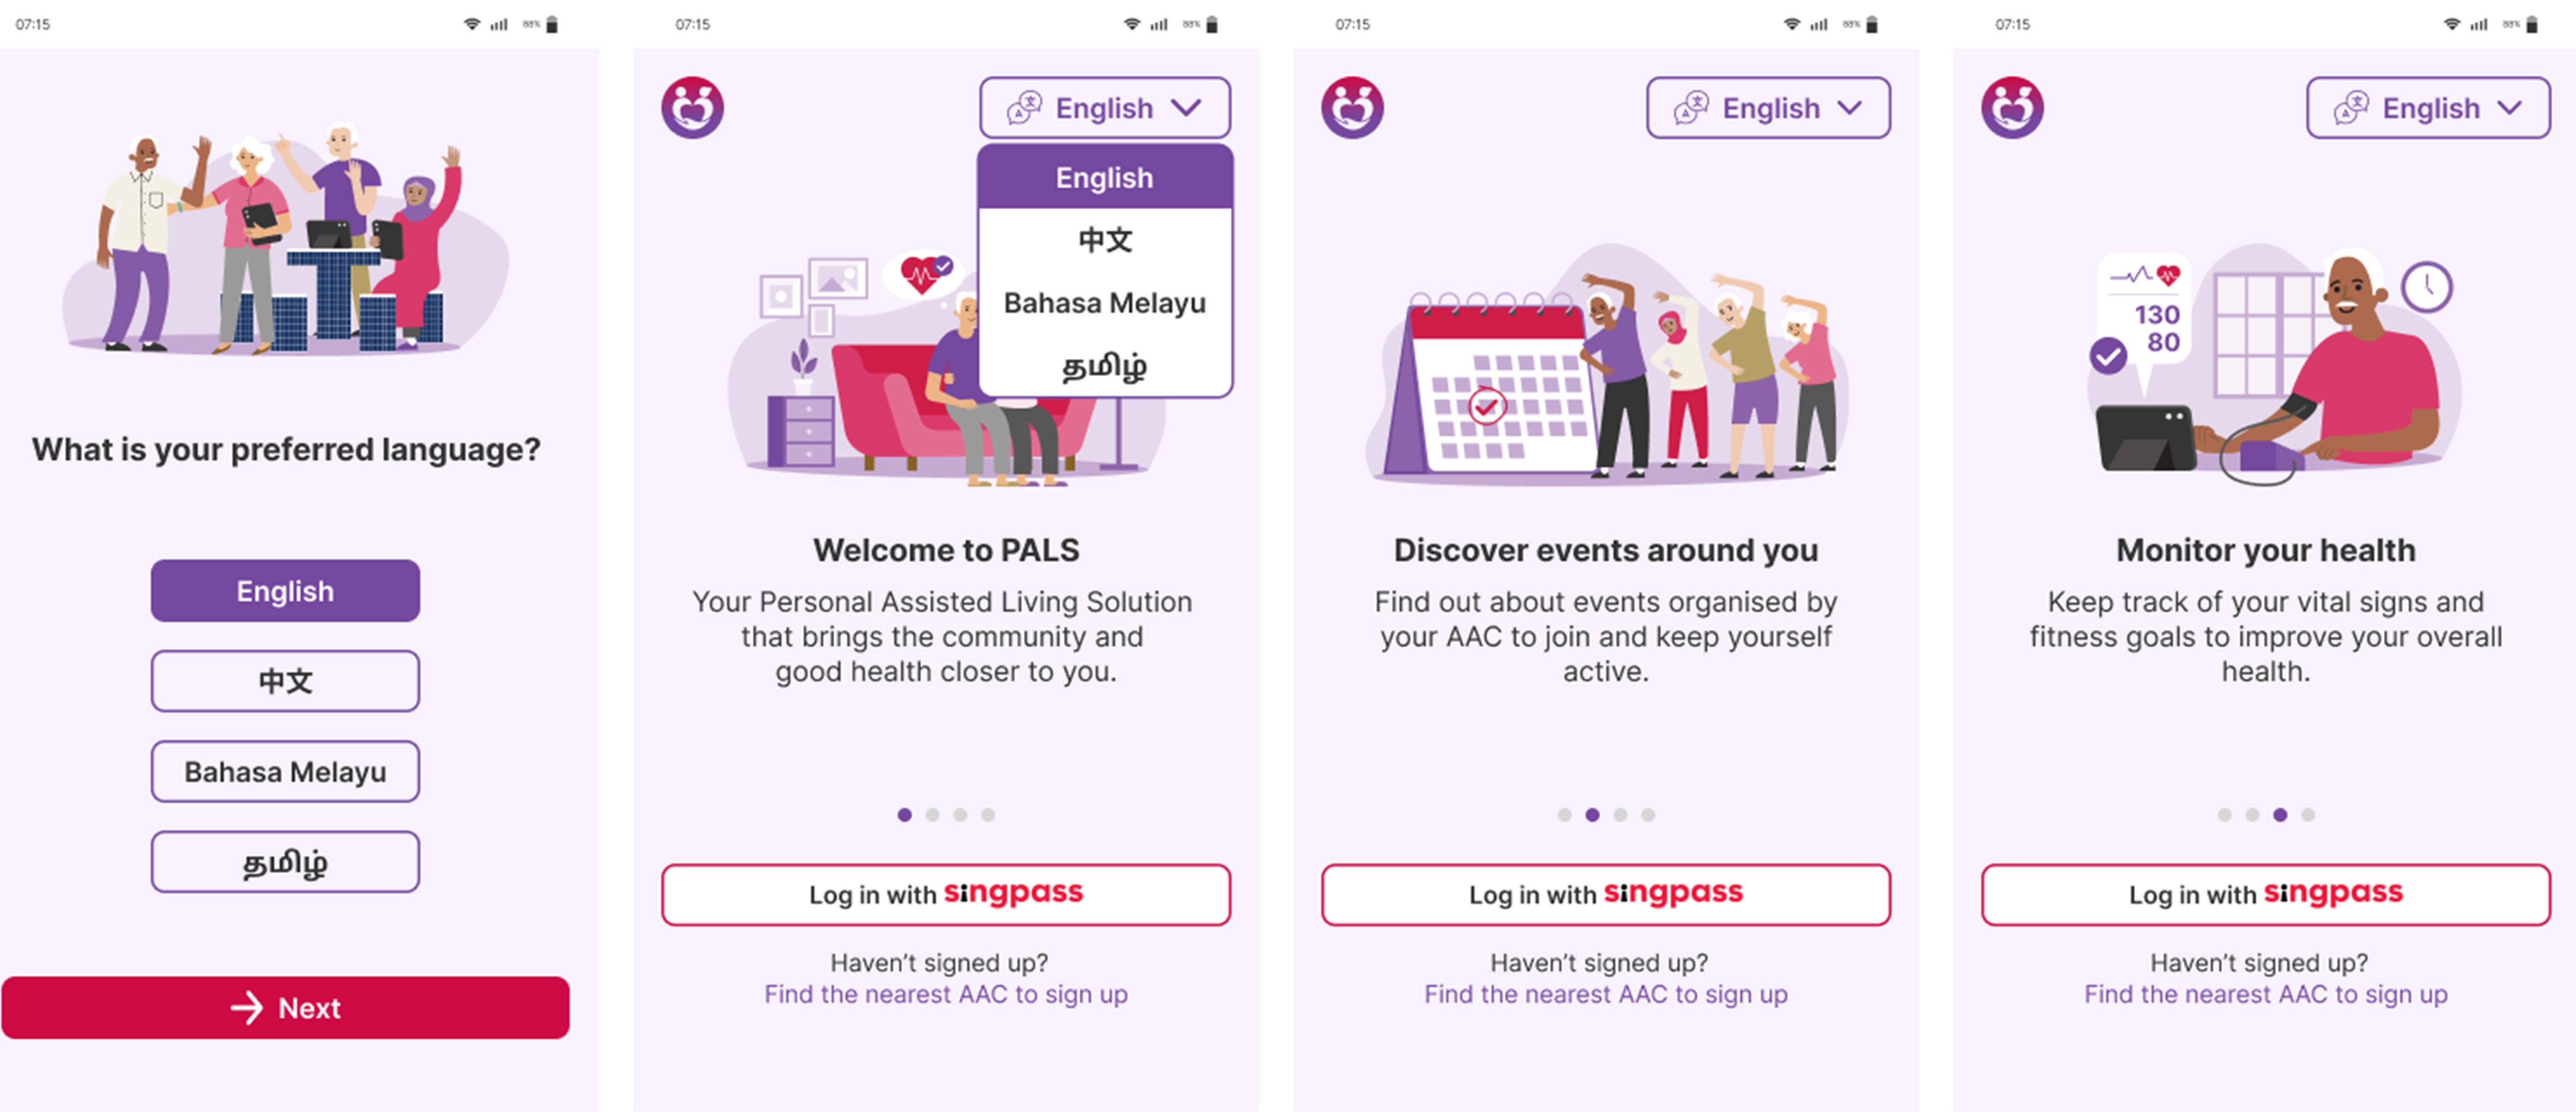 07:15
88%
What is your preferred language?
English
中文
Bahasa Melayu
தமிழ்
Next
07:15
88%
English
English
中文
Bahasa Melayu
தமிழ்
Welcome to PALS
Your Personal Assisted Living Solution
that brings the community and
good health closer to you.
Log in with singpass
Haven't signed up?
Find the nearest AAC to sign up
07:15
88%
English
Discover events around you
Find out about events organised by
your AAC to join and keep yourself
active.
Log in with singpass
Haven't signed up?
Find the nearest AAC to sign up
07:15
88%
English
130
80
Monitor your health
Keep track of your vital signs and
fitness goals to improve your overall
health.
Log in with singpass
Haven't signed up?
Find the nearest AAC to sign up